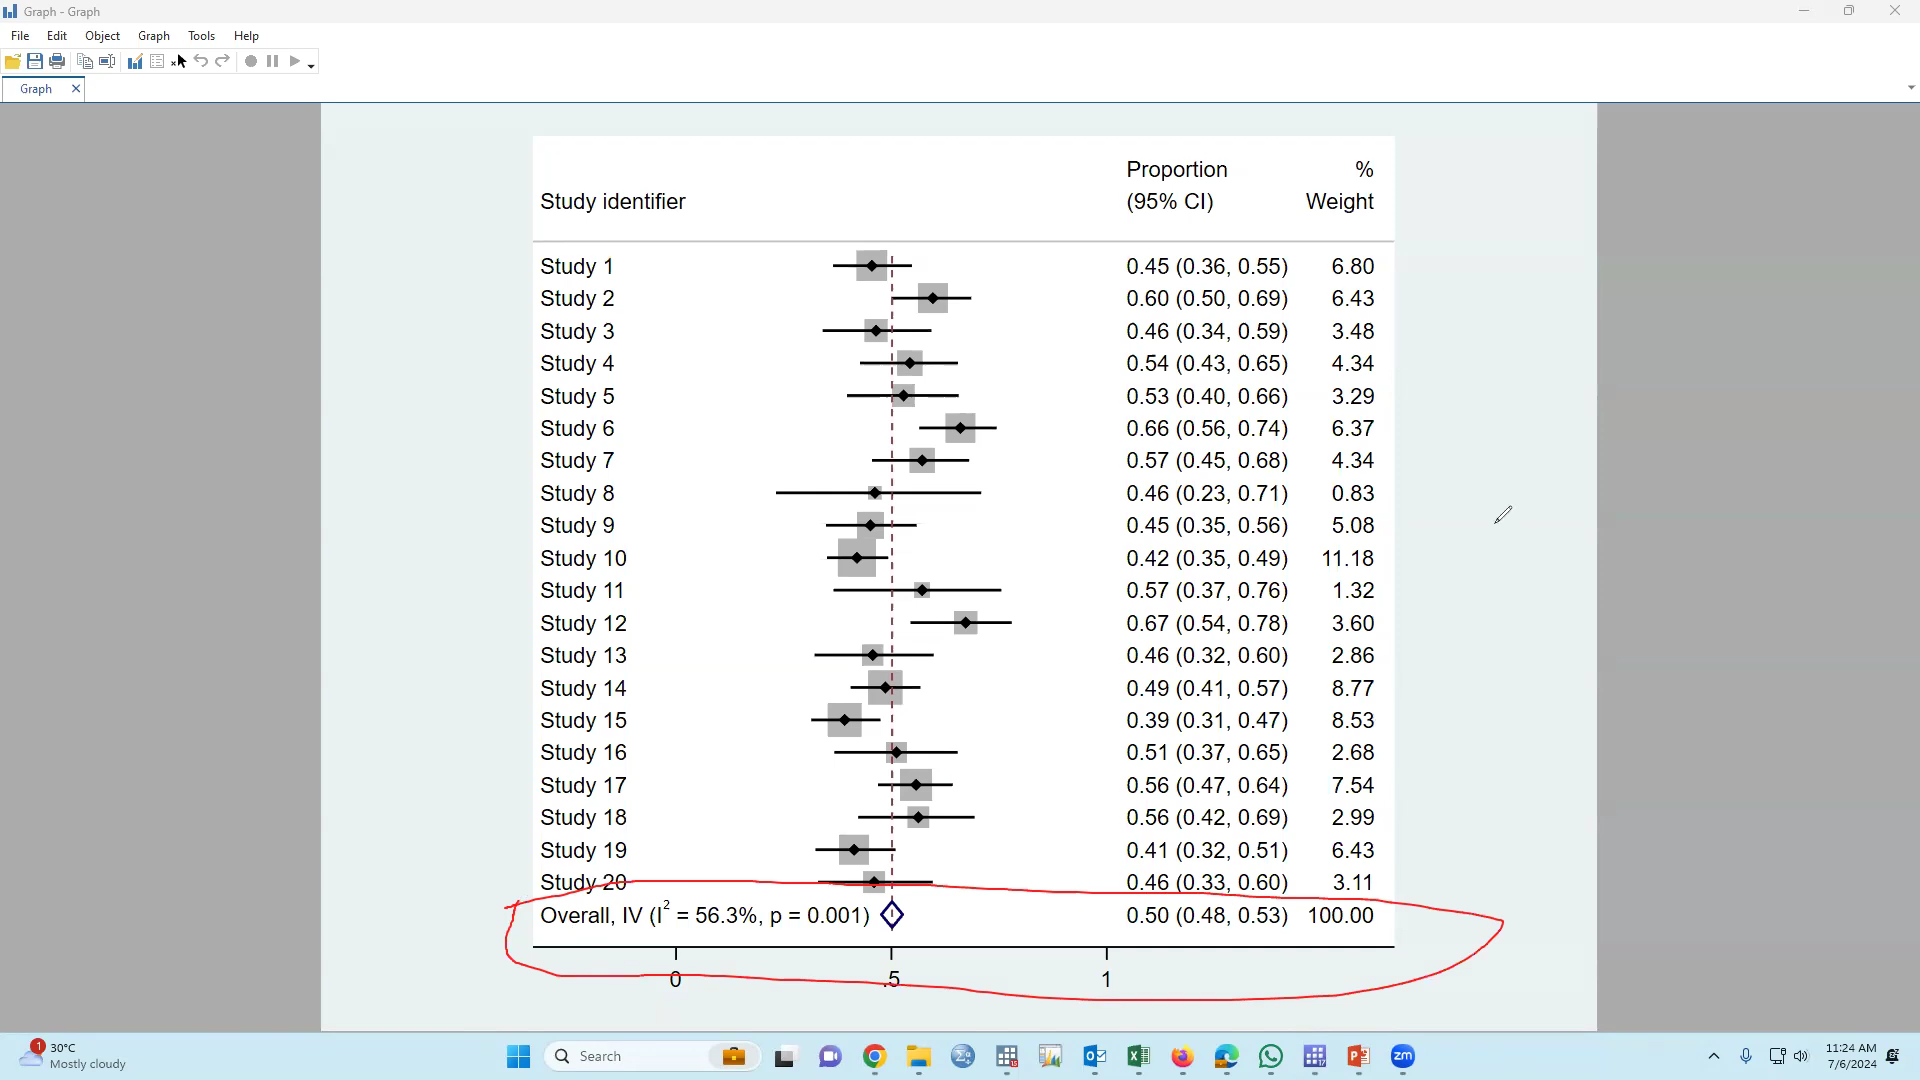 Graph - Graph
File Edit Object Graph Tools Help
Graph
Proportion %
Study identifier (95% CI) Weight
Study 1 0.45 (0.36, 0.55) 6.80
Study 2 0.60 (0.50, 0.69) 6.43
Study 3 0.46 (0.34, 0.59) 3.48
Study 4 0.54 (0.43, 0.65) 4.34
Study 5 0.53 (0.40, 0.66) 3.29
Study 6 0.66 (0.56, 0.74) 6.37
Study 7 0.57 (0.45, 0.68) 4.34
Study 8 0.46 (0.23, 0.71) 0.83
Study 9 0.45 (0.35, 0.56) 5.08
Study 10 0.42 (0.35, 0.49) 11.18
Study 11 0.57 (0.37, 0.76) 1.32
Study 12 0.67 (0.54, 0.78) 3.60
Study 13 0.46 (0.32, 0.60) 2.86
Study 14 0.49 (0.41, 0.57) 8.77
Study 15 0.39 (0.31, 0.47) 8.53
Study 16 0.51 (0.37, 0.65) 2.68
Study 17 0.56 (0.47, 0.64) 7.54
Study 18 0.56 (0.42, 0.69) 2.99
Study 19 0.41 (0.32, 0.51) 6.43
Study 20 0.46 (0.33, 0.60) 3.11
Overall, IV (I² = 56.3%, p = 0.001) 0.50 (0.48, 0.53) 100.00
0 .5 1
1 30°C
Mostly cloudy
Search
zm
11:24 AM
7/6/2024